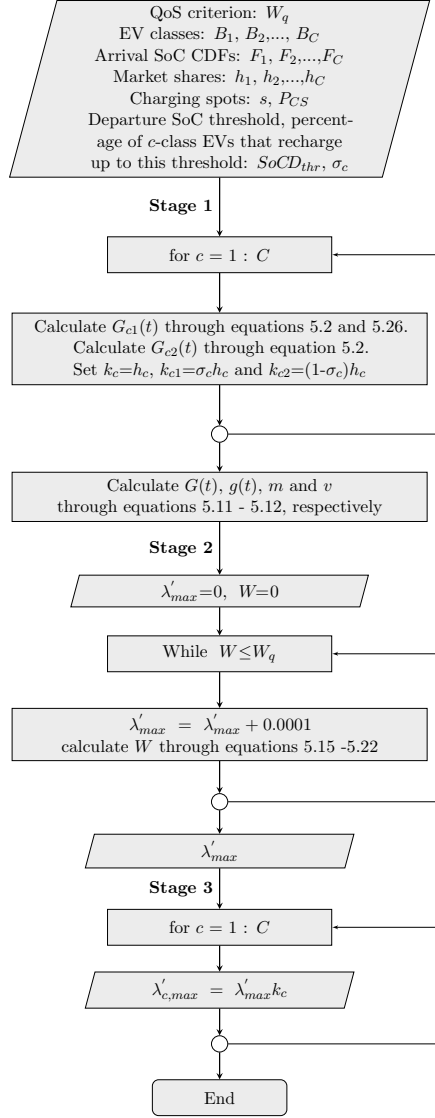 QoS criterion: W_q
EV classes: B_1, B_2,..., B_C
Arrival SoC CDFs: F_1, F_2,...,F_C
Market shares: h_1, h_2,...,h_C
Charging spots: s, P_CS
Departure SoC threshold, percent-
age of c-class EVs that recharge
up to this threshold: SoCD_thr, σ_c
Stage 1
for c = 1 : C
Calculate G_c1(t) through equations 5.2 and 5.26.
Calculate G_c2(t) through equation 5.2.
Set k_c=h_c, k_c1=σ_c h_c and k_c2=(1-σ_c)h_c
Calculate G(t), g(t), m and v
through equations 5.11 - 5.12, respectively
Stage 2
λ'_max=0, W=0
While W≤W_q
λ'_max = λ'_max + 0.0001
calculate W through equations 5.15 -5.22
λ'_max
Stage 3
for c = 1 : C
λ'_c,max = λ'_max k_c
End